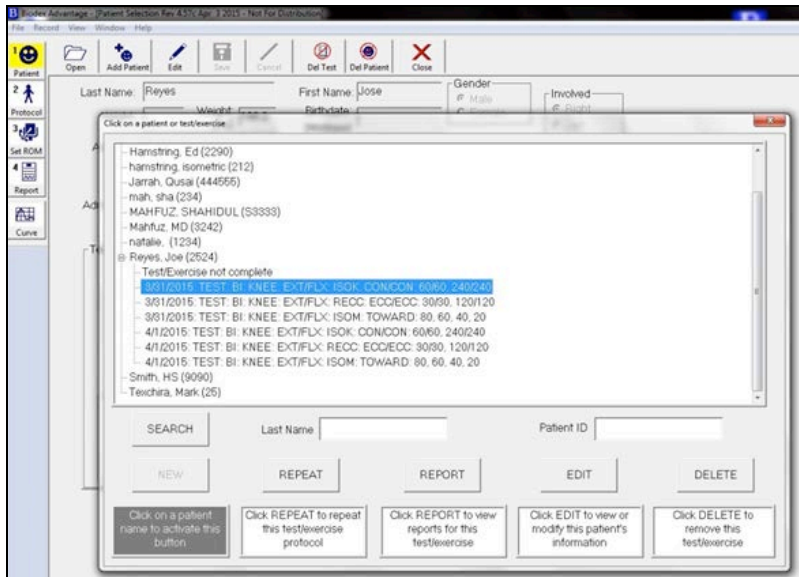 Biodex Advantage - [Patient Selection Rev 4.57c Apr. 3 2015 - Not For Distribution]
File Record View Window Help
1 Patient
2 Protocol
3 Set ROM
4 Report
Curve
Open Add Patient Edit Save Cancel Del Test Del Patient Close
Last Name: Reyes First Name: Jose Gender Male Involved Right
Weight: Birthdate:
Click on a patient or test/exercise
Hamstring, Ed (2290)
hamstring, isometric (212)
Jarrah, Qusai (444555)
mah, sha (234)
MAHFUZ, SHAHIDUL (S3333)
Mahfuz, MD (3242)
natalie, (1234)
Reyes, Joe (2524)
Test/Exercise not complete
3/31/2015: TEST: BI: KNEE: EXT/FLX: ISOK: CON/CON: 60/60, 240/240
3/31/2015: TEST: BI: KNEE: EXT/FLX: RECC: ECC/ECC: 30/30, 120/120
3/31/2015: TEST: BI: KNEE: EXT/FLX: ISOM: TOWARD: 80, 60, 40, 20
4/1/2015: TEST: BI: KNEE: EXT/FLX: ISOK: CON/CON: 60/60, 240/240
4/1/2015: TEST: BI: KNEE: EXT/FLX: RECC: ECC/ECC: 30/30, 120/120
4/1/2015: TEST: BI: KNEE: EXT/FLX: ISOM: TOWARD: 80, 60, 40, 20
Smith, HS (9090)
Teixchira, Mark (25)
SEARCH Last Name Patient ID
NEW REPEAT REPORT EDIT DELETE
Click on a patient name to activate this button
Click REPEAT to repeat this test/exercise protocol
Click REPORT to view reports for this test/exercise
Click EDIT to view or modify this patient's information
Click DELETE to remove this test/exercise